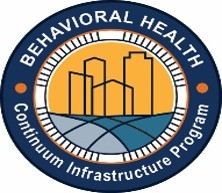 BEHAVIORAL HEALTH
Continuum Infrastructure Program